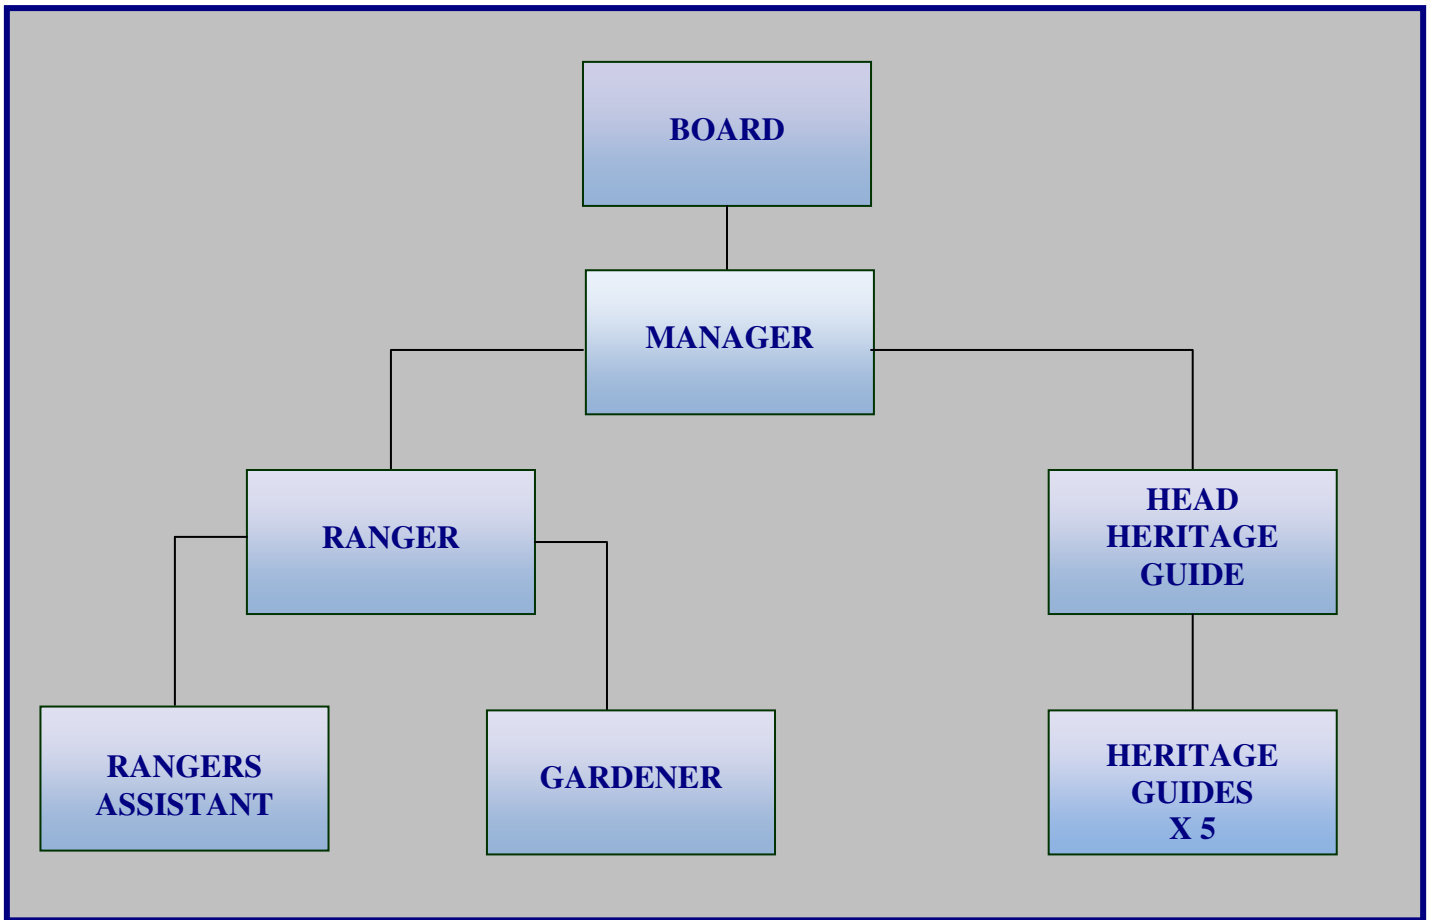 BOARD
MANAGER
RANGER
HEAD
HERITAGE
GUIDE
RANGERS
ASSISTANT
GARDENER
HERITAGE
GUIDES
X 5